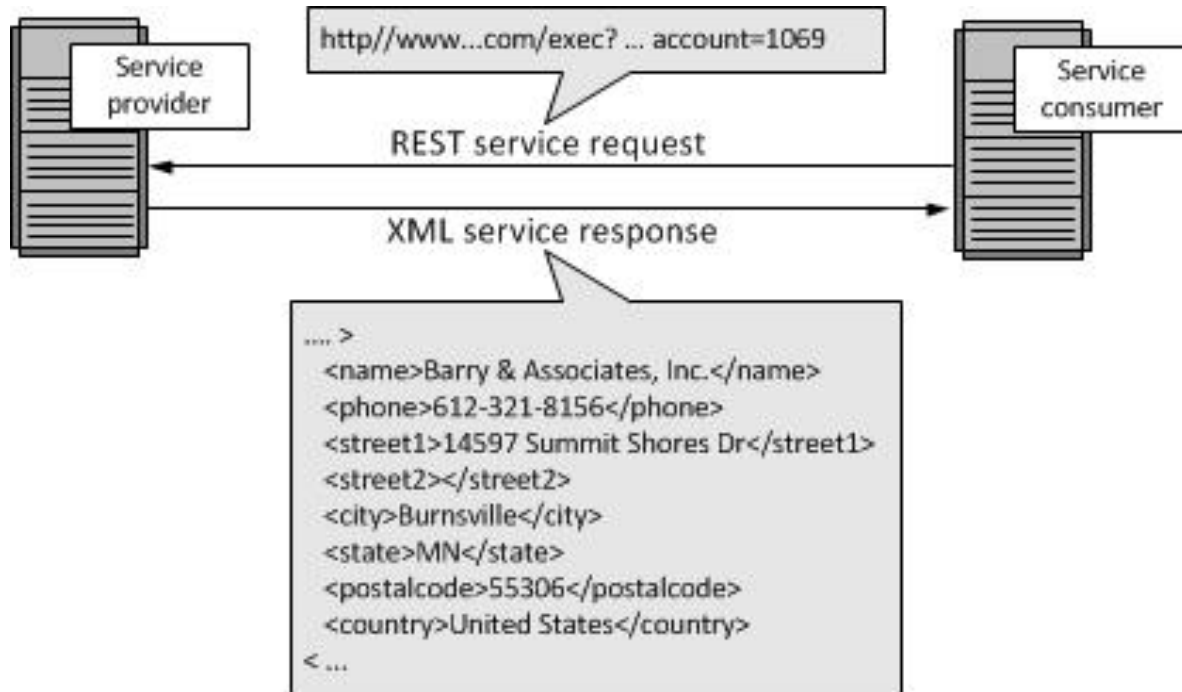 http//www...com/exec? ... account=1069
Service
provider
Service
consumer
REST service request
XML service response
.... >
<name>Barry & Associates, Inc.</name>
<phone>612-321-8156</phone>
<street1>14597 Summit Shores Dr</street1>
<street2></street2>
<city>Burnsville</city>
<state>MN</state>
<postalcode>55306</postalcode>
<country>United States</country>
< ...